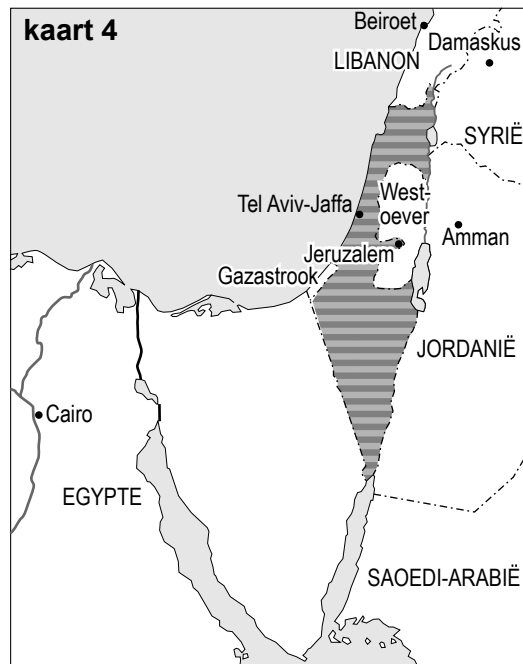 kaart 4
Beiroet
Damaskus
LIBANON
SYRIË
West-
oever
Tel Aviv-Jaffa
Amman
Jeruzalem
Gazastrook
JORDANIË
Cairo
EGYPTE
SAOEDI-ARABIË